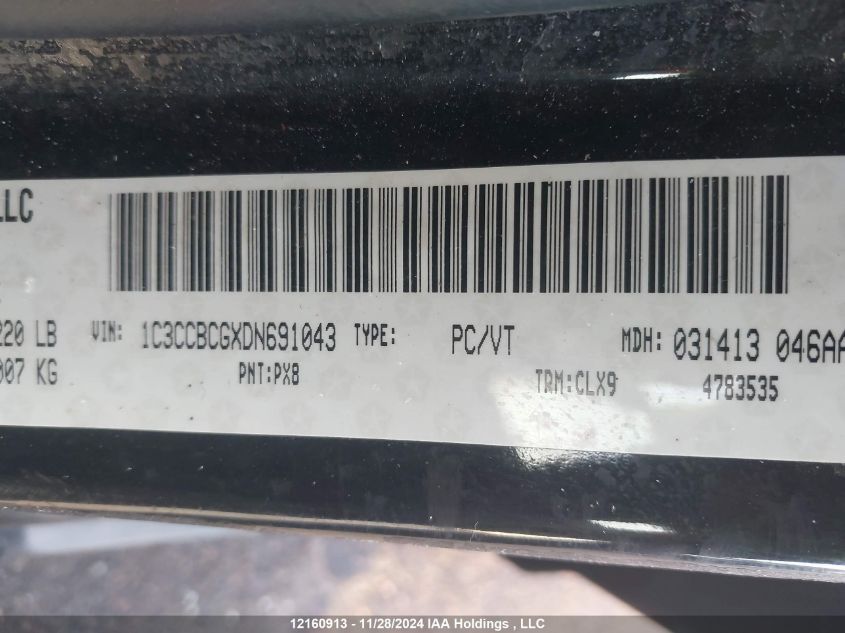 LLC
220 LB VIN: 1C3CCBCGXDN691043 TYPE: PC/VT MDH: 031413 046AA
007 KG PNT:PX8 TRM:CLX9 4783535
12160913 - 11/28/2024 IAA Holdings , LLC